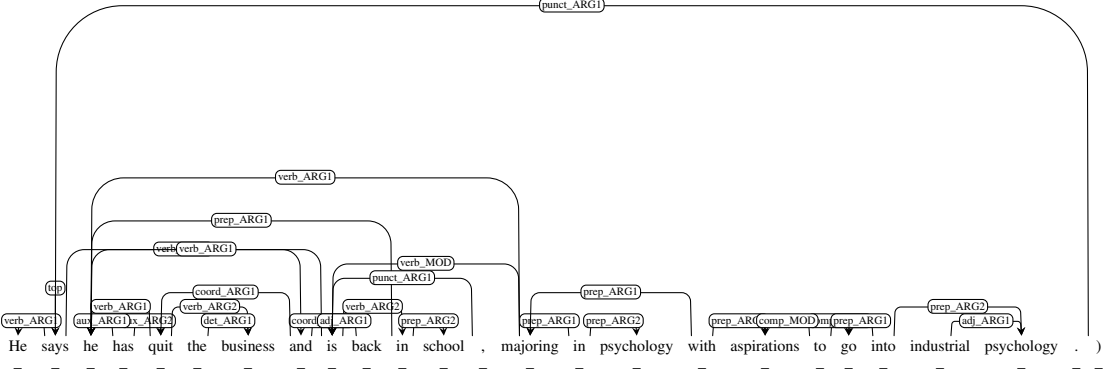 punct_ARG1
verb_ARG1
prep_ARG1
verb_ARG1
verb_MOD
top punct_ARG1
coord_ARG1 prep_ARG1
verb_ARG1 verb_ARG2 verb_ARG2 prep_ARG2
verb_ARG1 aux_ARG1 det_ARG1 adj_ARG1 prep_ARG2 prep_ARG1 prep_ARG2 comp_MOD prep_ARG1 adj_ARG1
He says he has quit the business and is back in school , majoring in psychology with aspirations to go into industrial psychology . )
_ _ _ _ _ _ _ _ _ _ _ _ _ _ _ _ _ _ _ _ _ _ _ _ _